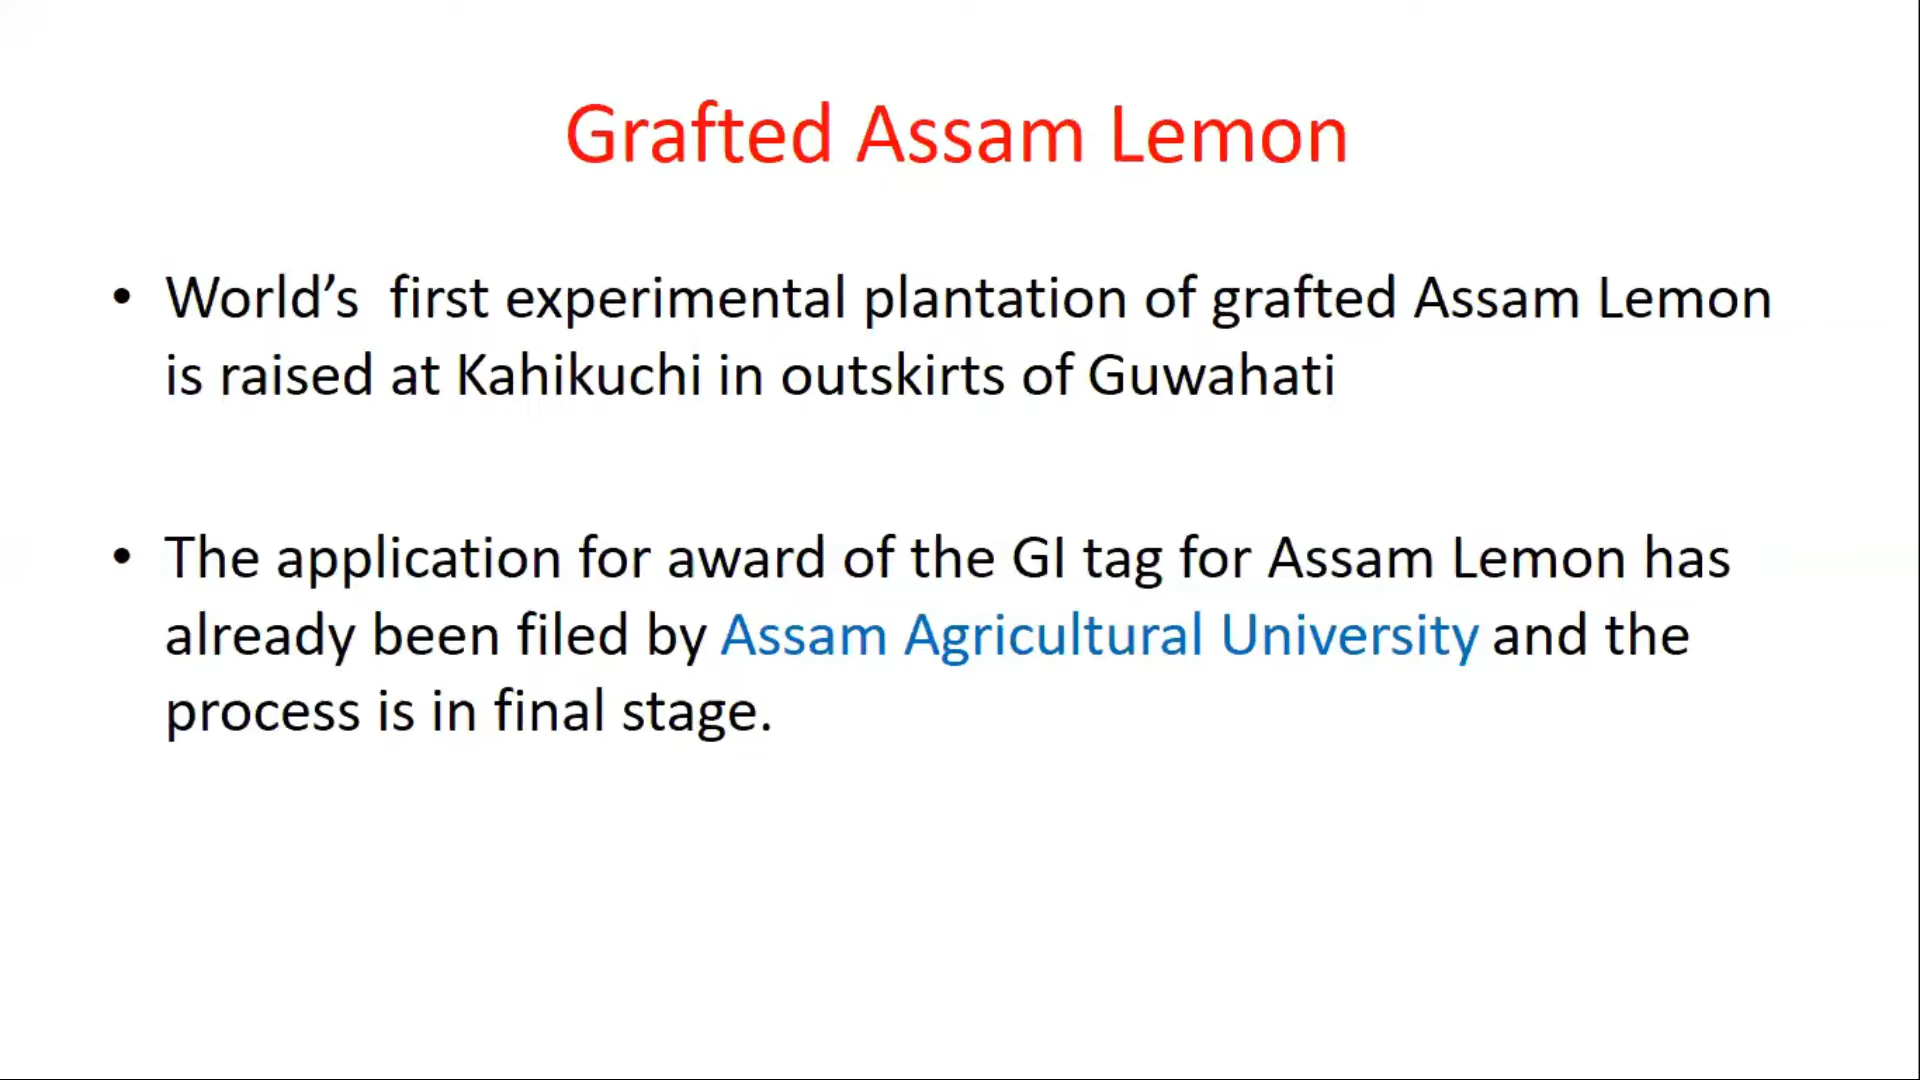 Grafted Assam Lemon
• World’s  first experimental plantation of grafted Assam Lemon
is raised at Kahikuchi in outskirts of Guwahati
• The application for award of the GI tag for Assam Lemon has
already been filed by Assam Agricultural University and the
process is in final stage.